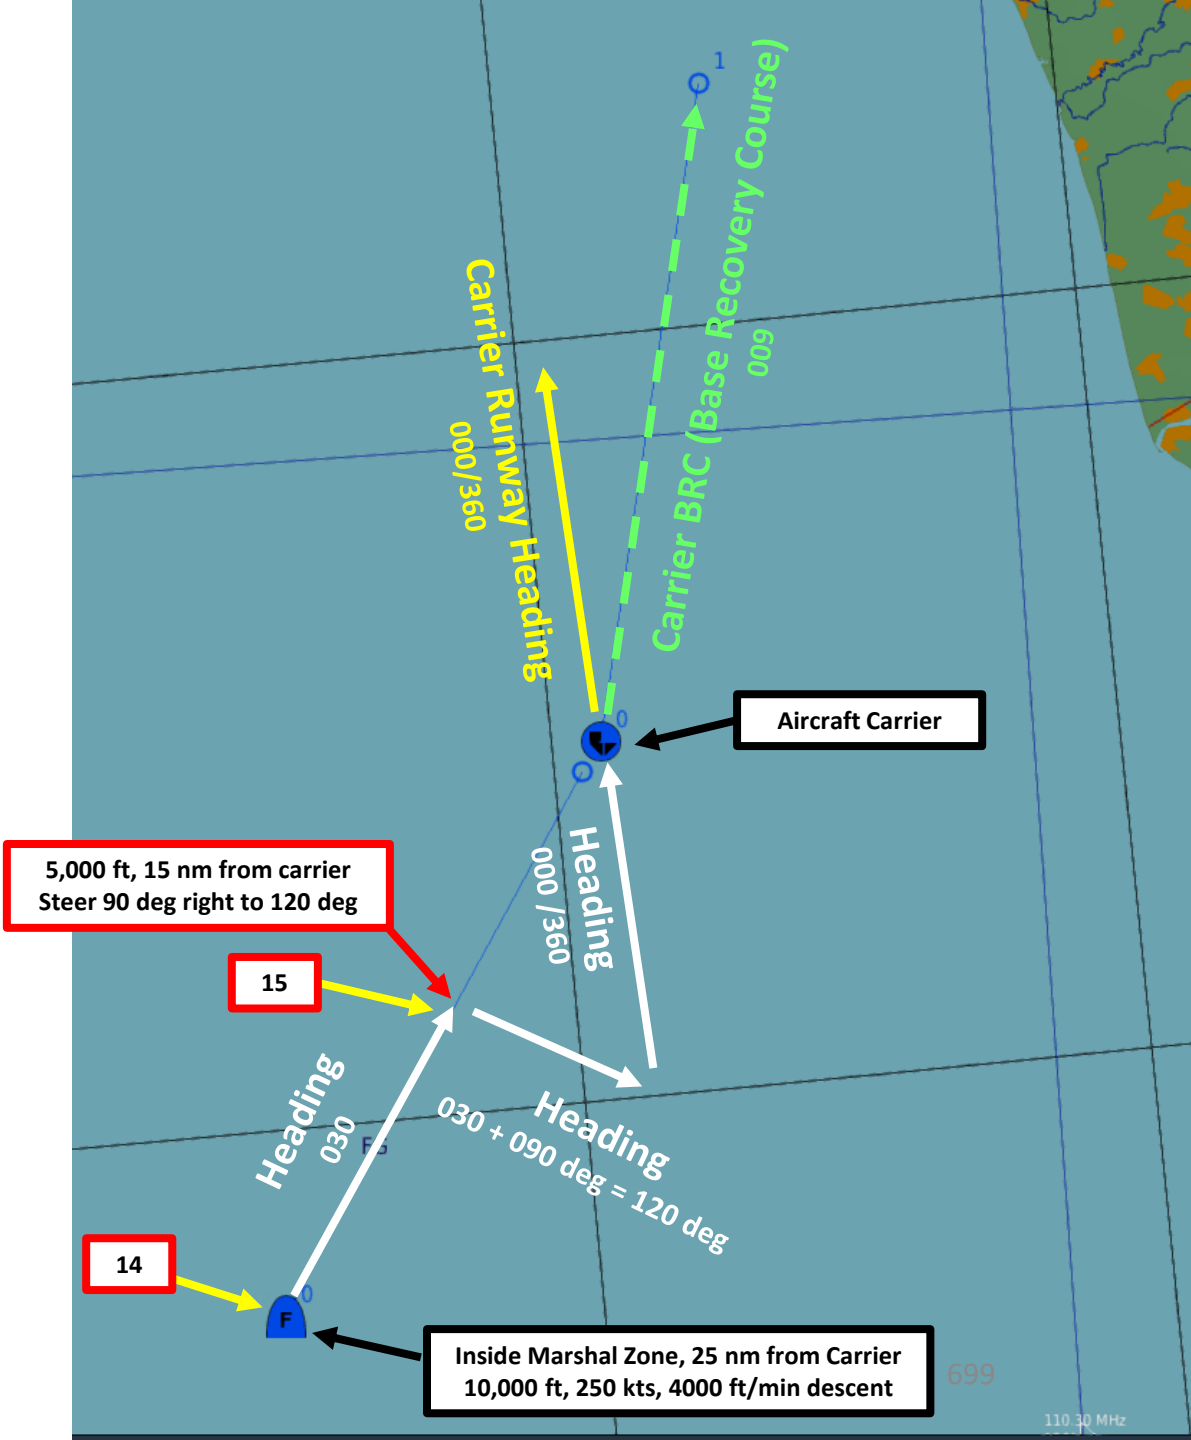 1
Carrier BRC (Base Recovery Course)
009
Carrier Runway Heading
000/360
0
Aircraft Carrier
Heading
000 /360
5,000 ft, 15 nm from carrier
Steer 90 deg right to 120 deg
15
Heading
030
FG
Heading
030 + 090 deg = 120 deg
14
0
F
Inside Marshal Zone, 25 nm from Carrier
10,000 ft, 250 kts, 4000 ft/min descent
699
110.30 MHz